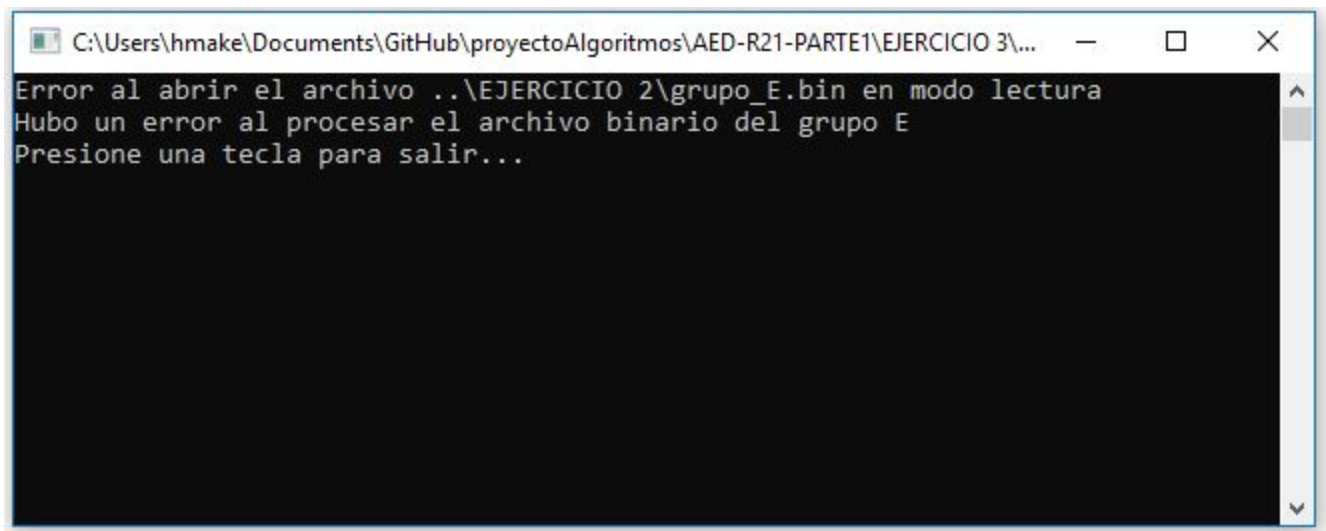 C:\Users\hmake\Documents\GitHub\proyectoAlgoritmos\AED-R21-PARTE1\EJERCICIO 3\...
Error al abrir el archivo ..\EJERCICIO 2\grupo_E.bin en modo lectura
Hubo un error al procesar el archivo binario del grupo E
Presione una tecla para salir...